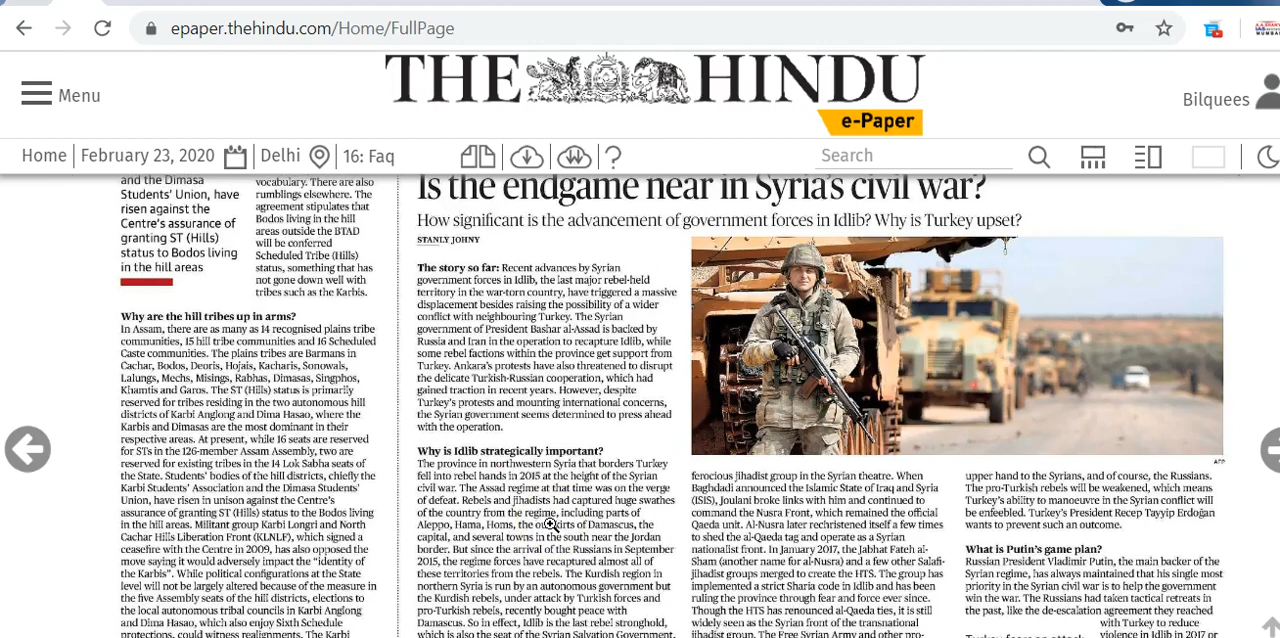 epaper.thehindu.com/Home/FullPage
Menu
THE HINDU
e-Paper
Bilquees
Home
February 23, 2020
Delhi
16: Faq
?
Search
and the Dimasa
Students' Union, have
risen against the
Centre's assurance of
granting ST (Hills)
status to Bodos living
in the hill areas
vocabulary. There are also
rumblings elsewhere. The
agreement stipulates that
Bodos living in the hill
areas outside the BTAD
will be conferred
Scheduled Tribe (Hills)
status, something that has
not gone down well with
tribes such as the Karbis.
Why are the hill tribes up in arms?
In Assam, there are as many as 14 recognised plains tribe
communities, 15 hill tribe communities and 16 Scheduled
Caste communities. The plains tribes are Barmans in
Cachar, Bodos, Deoris, Hojais, Kacharis, Sonowals,
Lalungs, Mechs, Misings, Rabhas, Dimasas, Singphos,
Khamtis and Garos. The ST (Hills) status is primarily
reserved for tribes residing in the two autonomous hill
districts of Karbi Anglong and Dima Hasao, where the
Karbis and Dimasas are the most dominant in their
respective areas. At present, while 16 seats are reserved
for STs in the 126-member Assam Assembly, two are
reserved for existing tribes in the 14 Lok Sabha seats of
the State. Students' bodies of the hill districts, chiefly the
Karbi Students' Association and the Dimasa Students'
Union, have risen in unison against the Centre's
assurance of granting ST (Hills) status to the Bodos living
in the hill areas. Militant group Karbi Longri and North
Cachar Hills Liberation Front (KLNLF), which signed a
ceasefire with the Centre in 2009, has also opposed the
move saying it would adversely impact the “identity of
the Karbis”. While political configurations at the State
level will not be largely altered because of the measure in
the five Assembly seats of the hill districts, elections to
the local autonomous tribal councils in Karbi Anglong
and Dima Hasao, which also enjoy Sixth Schedule
protections, could witness realignments. The Karbi
Is the endgame near in Syria's civil war?
How significant is the advancement of government forces in Idlib? Why is Turkey upset?
STANLY JOHNY
The story so far: Recent advances by Syrian
government forces in Idlib, the last major rebel-held
territory in the war-torn country, have triggered a massive
displacement besides raising the possibility of a wider
conflict with neighbouring Turkey. The Syrian
government of President Bashar al-Assad is backed by
Russia and Iran in the operation to recapture Idlib, while
some rebel factions within the province get support from
Turkey. Ankara's protests have also threatened to disrupt
the delicate Turkish-Russian cooperation, which had
gained traction in recent years. However, despite
Turkey's protests and mounting international concerns,
the Syrian government seems determined to press ahead
with the operation.
Why is Idlib strategically important?
The province in northwestern Syria that borders Turkey
fell into rebel hands in 2015 at the height of the Syrian
civil war. The Assad regime at that time was on the verge
of defeat. Rebels and jihadists had captured huge swathes
of the country from the regime, including parts of
Aleppo, Hama, Homs, the outskirts of Damascus, the
capital, and several towns in the south near the Jordan
border. But since the arrival of the Russians in September
2015, the regime forces have recaptured almost all of
these territories from the rebels. The Kurdish region in
northern Syria is run by an autonomous government but
the Kurdish rebels, under attack by Turkish forces and
pro-Turkish rebels, recently bought peace with
Damascus. So in effect, Idlib is the last rebel stronghold,
which is also the seat of the Syrian Salvation Government,
AFP
ferocious jihadist group in the Syrian theatre. When
Baghdadi announced the Islamic State of Iraq and Syria
(ISIS), Joulani broke links with him and continued to
command the Nusra Front, which remained the official
Qaeda unit. Al-Nusra later rechristened itself a few times
to shed the al-Qaeda tag and operate as a Syrian
nationalist front. In January 2017, the Jabhat Fateh al-
Sham (another name for al-Nusra) and a few other Salafi-
jihadist groups merged to create the HTS. The group has
implemented a strict Sharia code in Idlib and has been
ruling the province through fear and force ever since.
Though the HTS has renounced al-Qaeda ties, it is still
widely seen as the Syrian front of the transnational
jihadist group. The Free Syrian Army and other pro-
upper hand to the Syrians, and of course, the Russians.
The pro-Turkish rebels will be weakened, which means
Turkey's ability to manoeuvre in the Syrian conflict will
be enfeebled. Turkey's President Recep Tayyip Erdoğan
wants to prevent such an outcome.
What is Putin's game plan?
Russian President Vladimir Putin, the main backer of the
Syrian regime, has always maintained that his single most
priority in the Syrian civil war is to help the government
win the war. The Russians had taken tactical retreats in
the past, like the de-escalation agreement they reached
with Turkey to reduce
violence in Idlib in 2017 or